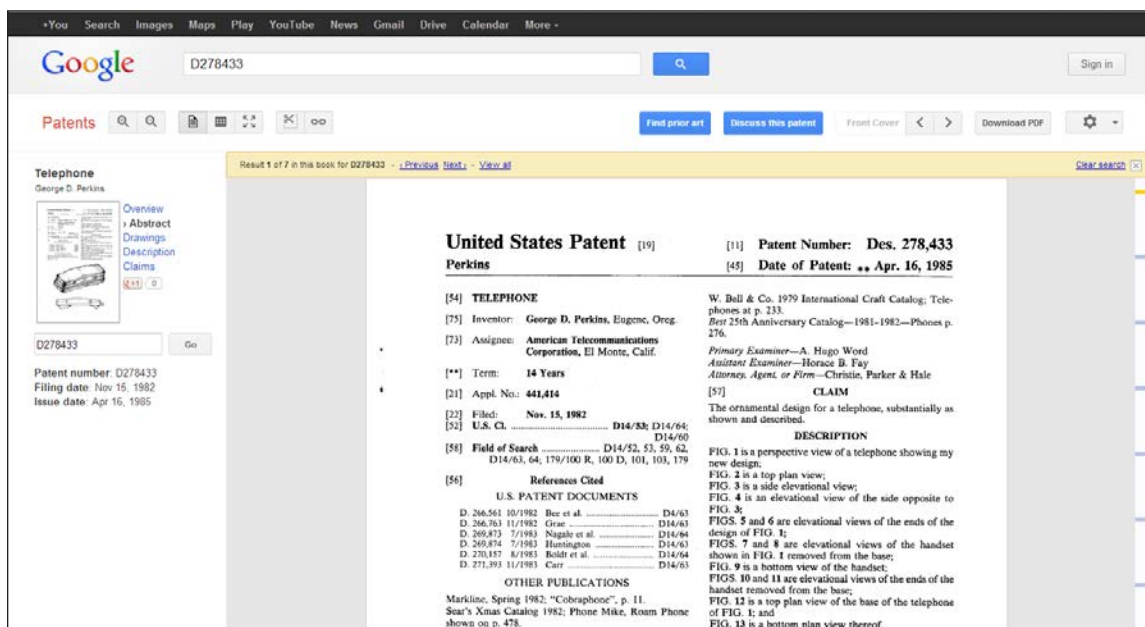 +You Search Images Maps Play YouTube News Gmail Drive Calendar More
Google
D278433
Sign in
Patents
Find prior art
Discuss this patent
Front Cover
Download PDF
Result 1 of 7 in this book for D278433 - ‹ Previous Next › - View all
Clear search
Telephone
George D. Perkins
Overview
› Abstract
Drawings
Description
Claims
+1 0
D278433
Go
Patent number: D278433
Filing date: Nov 15, 1982
Issue date: Apr 16, 1985
United States Patent [19]
Perkins
[11] Patent Number: Des. 278,433
[45] Date of Patent: ** Apr. 16, 1985
[54] TELEPHONE
[75] Inventor: George D. Perkins, Eugene, Oreg.
[73] Assignee: American Telecommunications
Corporation, El Monte, Calif.
[**] Term: 14 Years
[21] Appl. No.: 441,414
[22] Filed: Nov. 15, 1982
[52] U.S. Cl. .................................... D14/53; D14/64;
D14/60
[58] Field of Search ...................... D14/52, 53, 59, 62,
D14/63, 64; 179/100 R, 100 D, 101, 103, 179
[56] References Cited
U.S. PATENT DOCUMENTS
D. 266,561 10/1982 Bee et al. .......................... D4/63
D. 266,763 11/1982 Grae ................................ D14/63
D. 269,873 7/1983 Nagale et al. .................... D14/64
D. 269,874 7/1983 Huntington ...................... D14/63
D. 270,157 8/1983 Boldt et al. ...................... D14/64
D. 271,393 11/1983 Carr ................................ D14/63
OTHER PUBLICATIONS
Markline, Spring 1982; "Cobraphone", p. 11.
Sear's Xmas Catalog 1982; Phone Mike, Roam Phone
shown on p. 478.
W. Bell & Co. 1979 International Craft Catalog; Tele-
phones at p. 233.
Best 25th Anniversary Catalog—1981-1982—Phones p.
276.
Primary Examiner—A. Hugo Word
Assistant Examiner—Horace B. Fay
Attorney, Agent, or Firm—Christie, Parker & Hale
[57] CLAIM
The ornamental design for a telephone, substantially as
shown and described.
DESCRIPTION
FIG. 1 is a perspective view of a telephone showing my
new design;
FIG. 2 is a top plan view;
FIG. 3 is a side elevational view;
FIG. 4 is an elevational view of the side opposite to
FIG. 3;
FIGS. 5 and 6 are elevational views of the ends of the
design of FIG. 1;
FIGS. 7 and 8 are elevational views of the handset
shown in FIG. 1 removed from the base;
FIG. 9 is a bottom view of the handset;
FIGS. 10 and 11 are elevational views of the ends of the
handset removed from the base;
FIG. 12 is a top plan view of the base of the telephone
of FIG. 1; and
FIG. 13 is a bottom plan view thereof